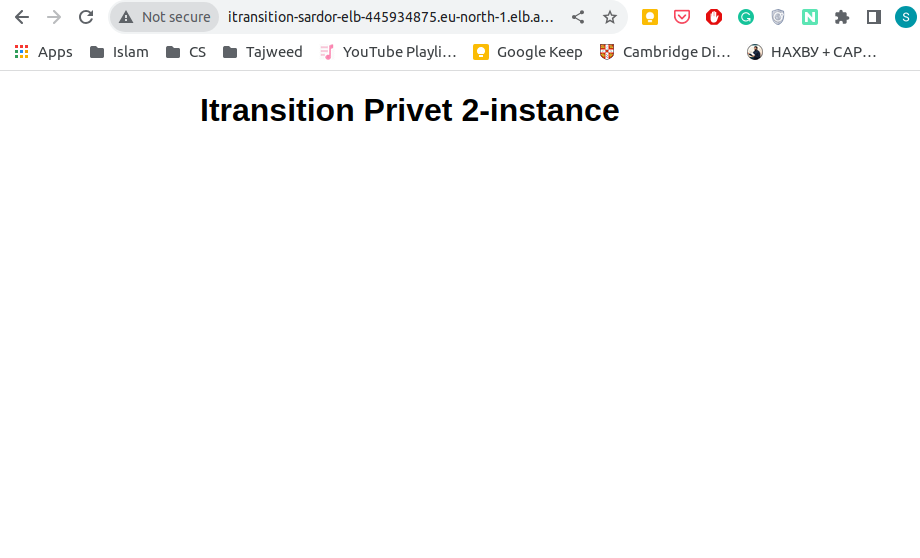 Not secure itransition-sardor-elb-445934875.eu-north-1.elb.a...
S
Apps Islam CS Tajweed YouTube Playli... Google Keep Cambridge Di... НАХВУ + САР...
Itransition Privet 2-instance